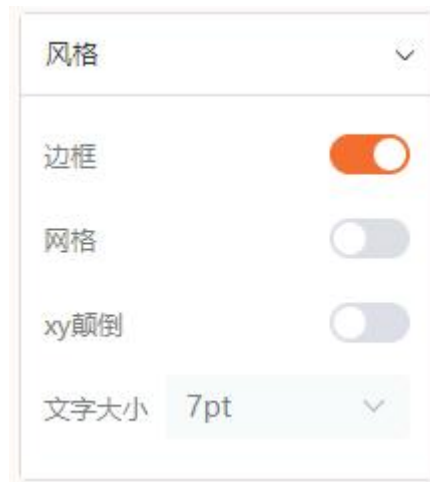 风格
边框
网格
xy颠倒
文字大小 7pt